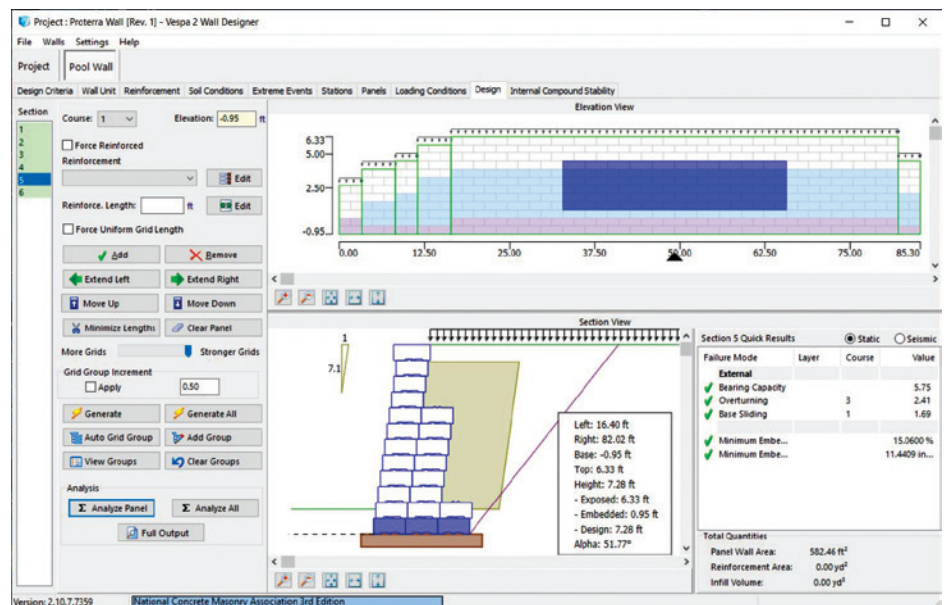 Project : Proterra Wall [Rev. 1] - Vespa 2 Wall Designer
File Walls Settings Help
Project Pool Wall
Design Criteria Wall Unit Reinforcement Soil Conditions Extreme Events Stations Panels Loading Conditions Design Internal Compound Stability
Section
1
2
3
4
5
6
Course: 1 Elevation: -0.95 ft
Force Reinforced
Reinforcement
Edit
Reinforce. Length: ft Edit
Force Uniform Grid Length
Add Remove
Extend Left Extend Right
Move Up Move Down
Minimize Lengths Clear Panel
More Grids Stronger Grids
Grid Group Increment
Apply 0.50
Generate Generate All
Auto Grid Group Add Group
View Groups Clear Groups
Analysis
Σ Analyze Panel Σ Analyze All
Full Output
Elevation View
6.33
5.00
2.50
-0.95
0.00 12.50 25.00 37.50 50.00 62.50 75.00 85.30
Section View
1
7.1
Left: 16.40 ft
Right: 82.02 ft
Base: -0.95 ft
Top: 6.33 ft
Height: 7.28 ft
- Exposed: 6.33 ft
- Embedded: 0.95 ft
- Design: 7.28 ft
Alpha: 51.77°
Section 5 Quick Results Static Seismic
Failure Mode Layer Course Value
External
Bearing Capacity 5.75
Overturning 3 2.41
Base Sliding 1 1.69
Minimum Embe... 15.0600 %
Minimum Embe... 11.4409 in...
Total Quantities
Panel Wall Area: 582.46 ft²
Reinforcement Area: 0.00 yd²
Infill Volume: 0.00 yd³
Version: 2.10.7.7359 National Concrete Masonry Association 3rd Edition